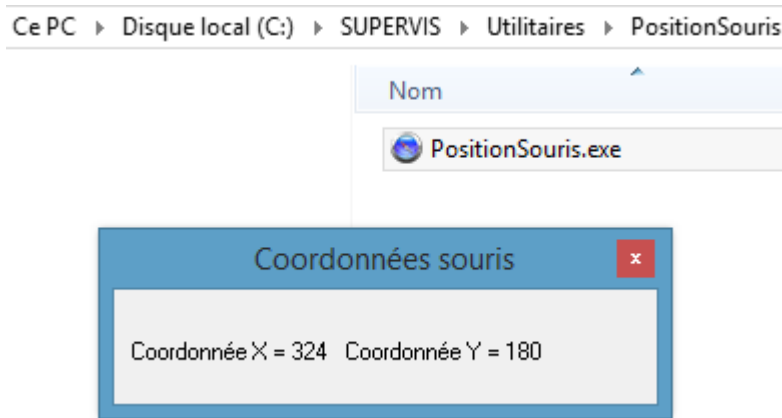 Ce PC ▸ Disque local (C:) ▸ SUPERVIS ▸ Utilitaires ▸ PositionSouris
Nom
PositionSouris.exe
Coordonnées souris x
Coordonnée X = 324 Coordonnée Y = 180